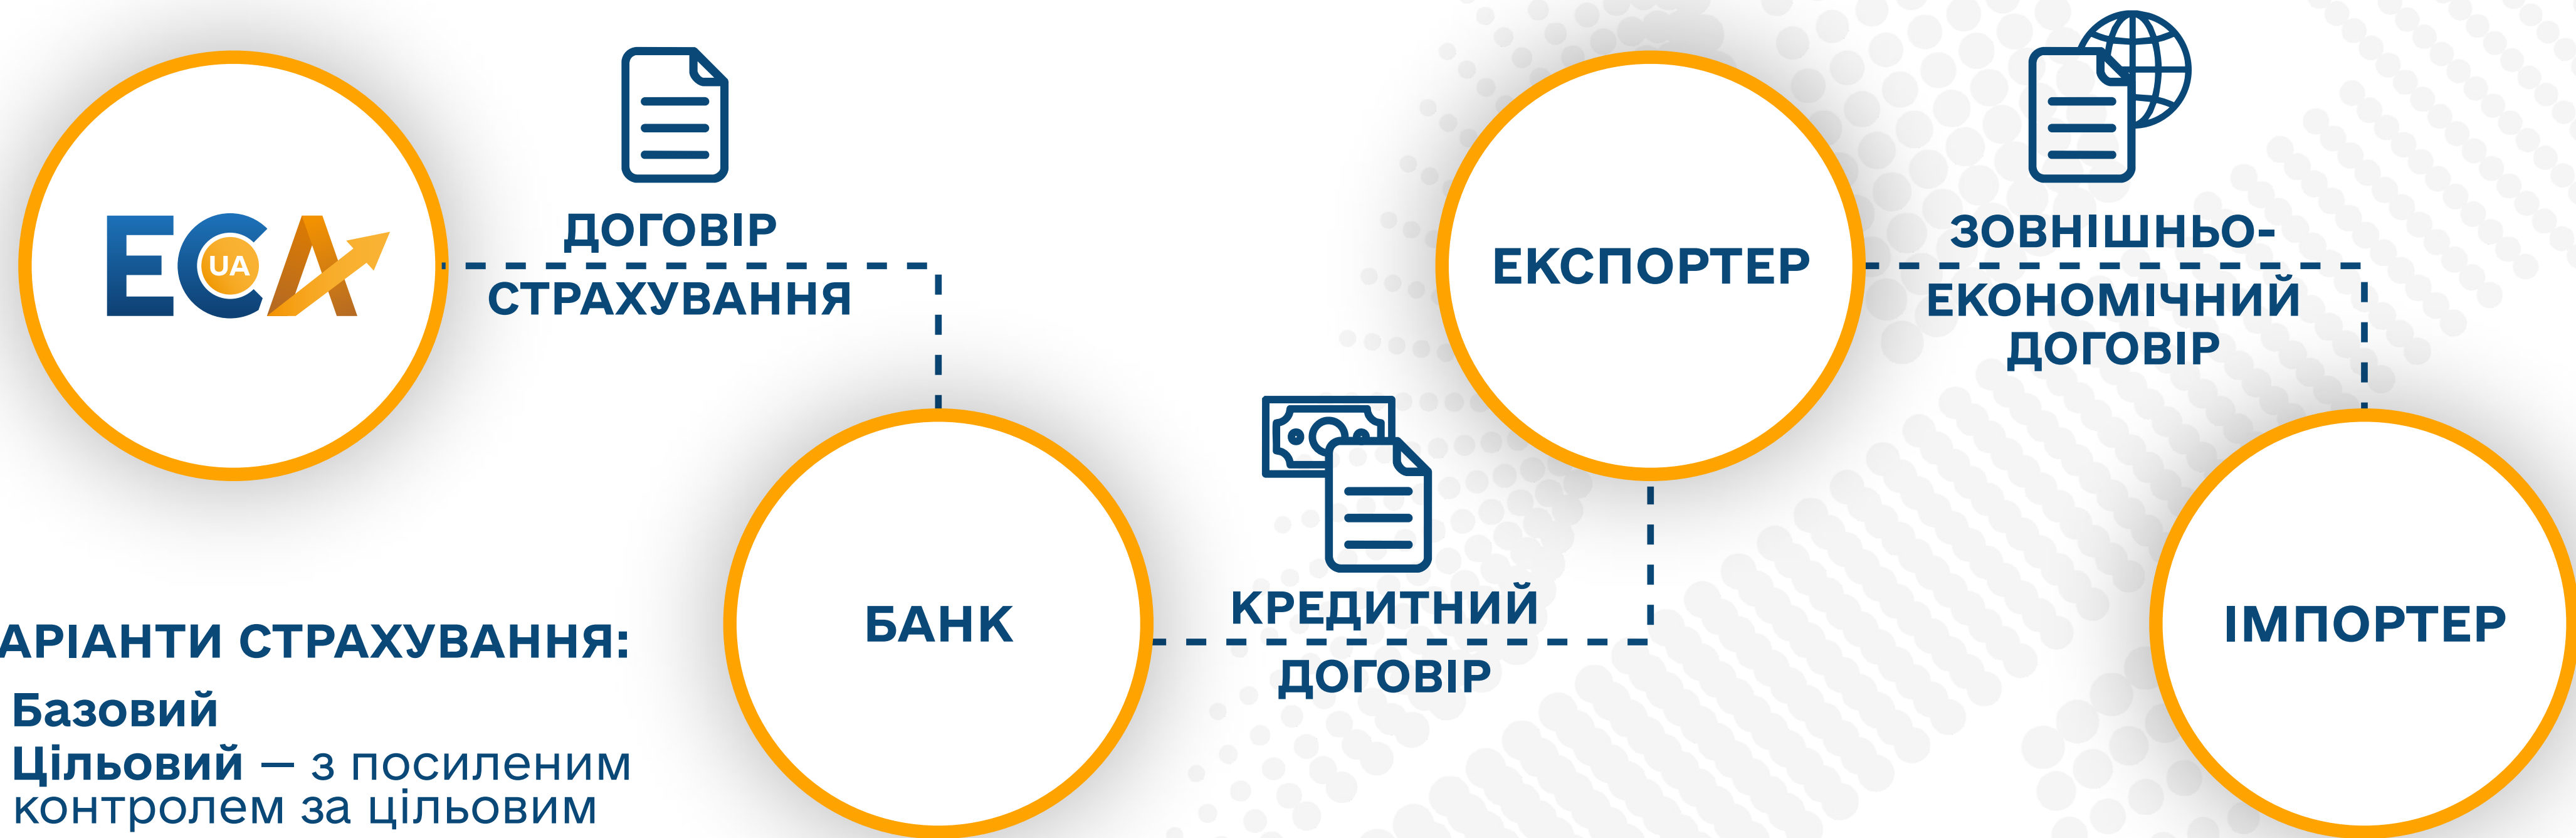 ECA
UA
ДОГОВІР
СТРАХУВАННЯ
ЕКСПОРТЕР
ЗОВНІШНЬО-
ЕКОНОМІЧНИЙ
ДОГОВІР
БАНК
КРЕДИТНИЙ
ДОГОВІР
ІМПОРТЕР
АРІАНТИ СТРАХУВАННЯ:
Базовий
Цільовий — з посиленим
контролем за цільовим